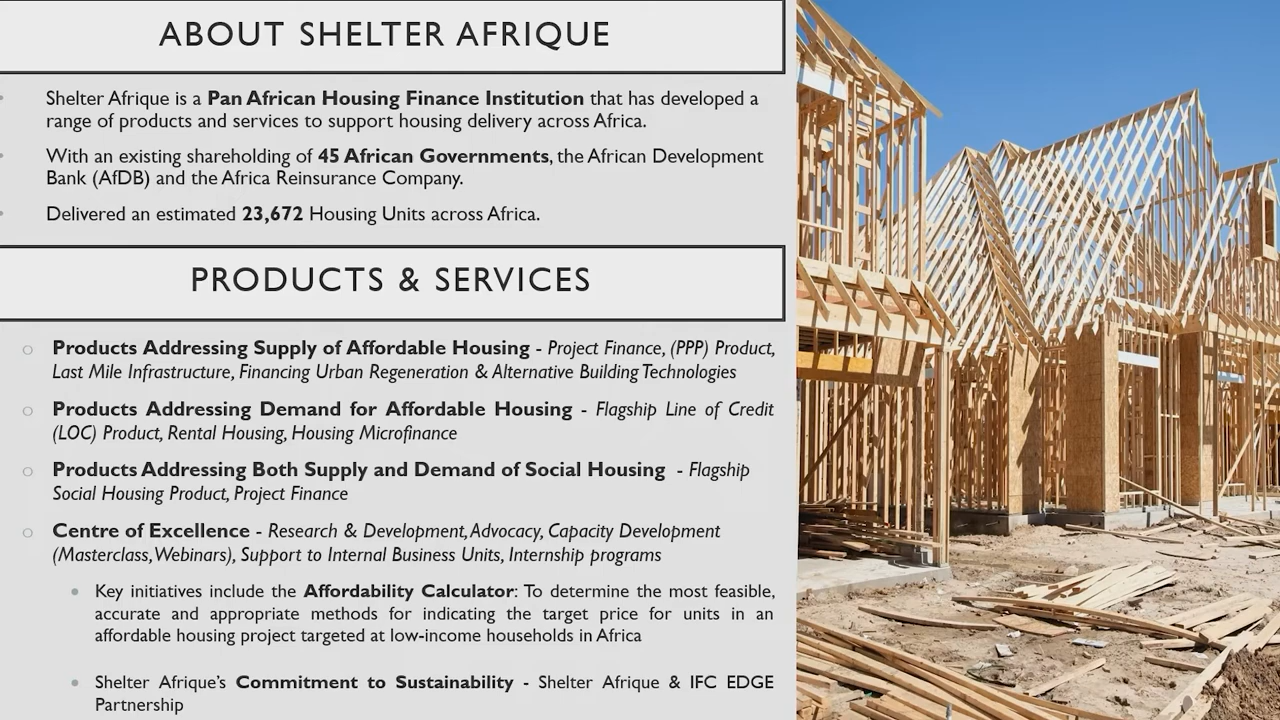 ABOUT SHELTER AFRIQUE
Shelter Afrique is a Pan African Housing Finance Institution that has developed a
range of products and services to support housing delivery across Africa.
With an existing shareholding of 45 African Governments, the African Development
Bank (AfDB) and the Africa Reinsurance Company.
Delivered an estimated 23,672 Housing Units across Africa.
PRODUCTS & SERVICES
Products Addressing Supply of Affordable Housing - Project Finance, (PPP) Product,
Last Mile Infrastructure, Financing Urban Regeneration & Alternative Building Technologies
Products Addressing Demand for Affordable Housing - Flagship Line of Credit
(LOC) Product, Rental Housing, Housing Microfinance
Products Addressing Both Supply and Demand of Social Housing - Flagship
Social Housing Product, Project Finance
Centre of Excellence - Research & Development, Advocacy, Capacity Development
(Masterclass, Webinars), Support to Internal Business Units, Internship programs
Key initiatives include the Affordability Calculator: To determine the most feasible,
accurate and appropriate methods for indicating the target price for units in an
affordable housing project targeted at low-income households in Africa
Shelter Afrique's Commitment to Sustainability - Shelter Afrique & IFC EDGE
Partnership